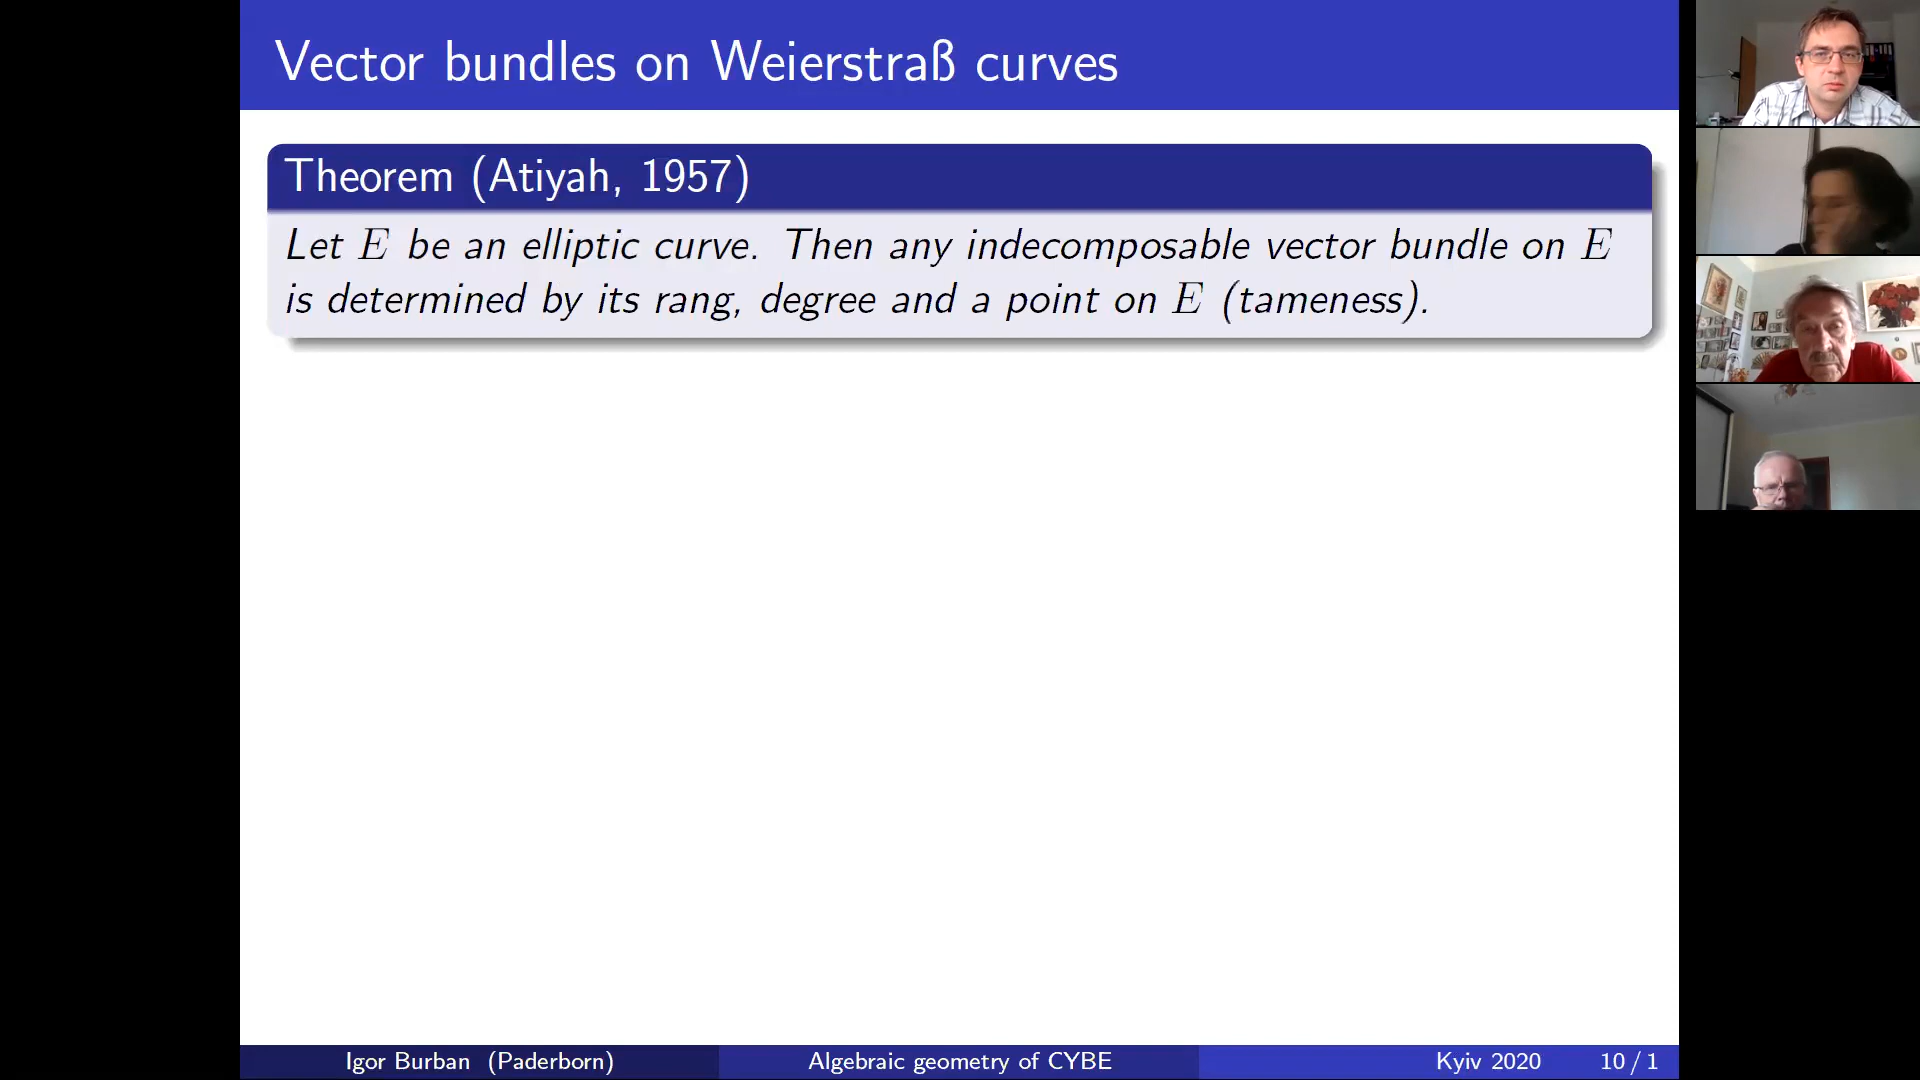 Vector bundles on Weierstraß curves
Theorem (Atiyah, 1957)
Let E be an elliptic curve. Then any indecomposable vector bundle on E
is determined by its rang, degree and a point on E (tameness).
Igor Burban (Paderborn)
Algebraic geometry of CYBE
Kyiv 2020
10 / 1